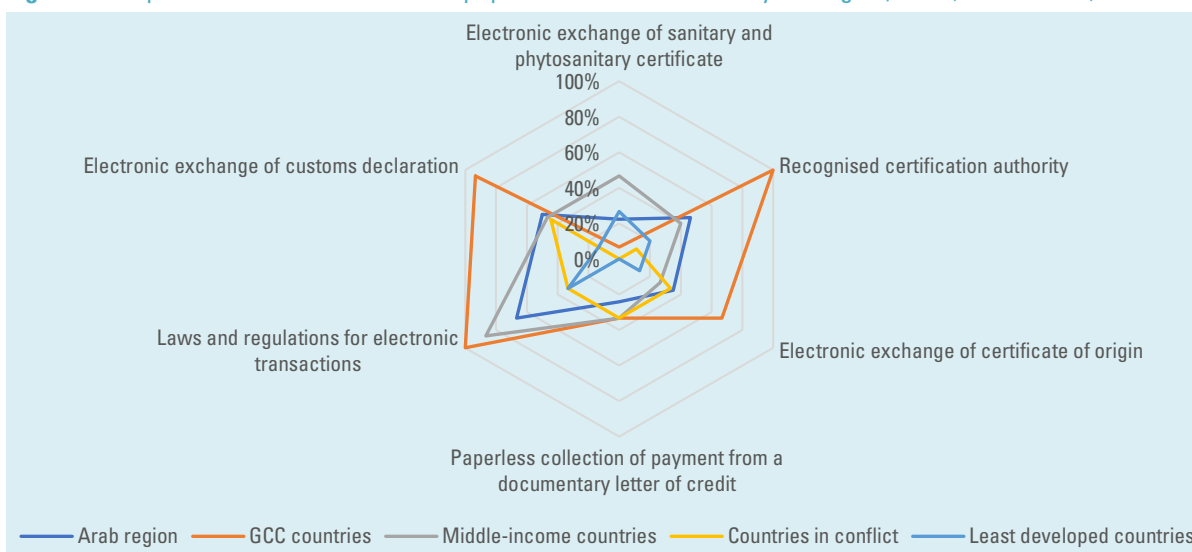 Electronic exchange of sanitary and
phytosanitary certificate
100%
80%
60%
40%
20%
0%
Electronic exchange of customs declaration
Recognised certification authority
Laws and regulations for electronic
transactions
Electronic exchange of certificate of origin
Paperless collection of payment from a
documentary letter of credit
Arab region
GCC countries
Middle-income countries
Countries in conflict
Least developed countries